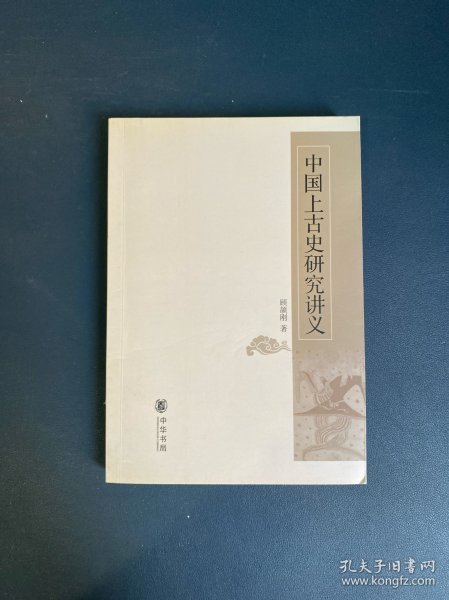 中国上古史研究讲义
顾颉刚 著
中华书局
孔夫子旧书网
www.kongfz.com